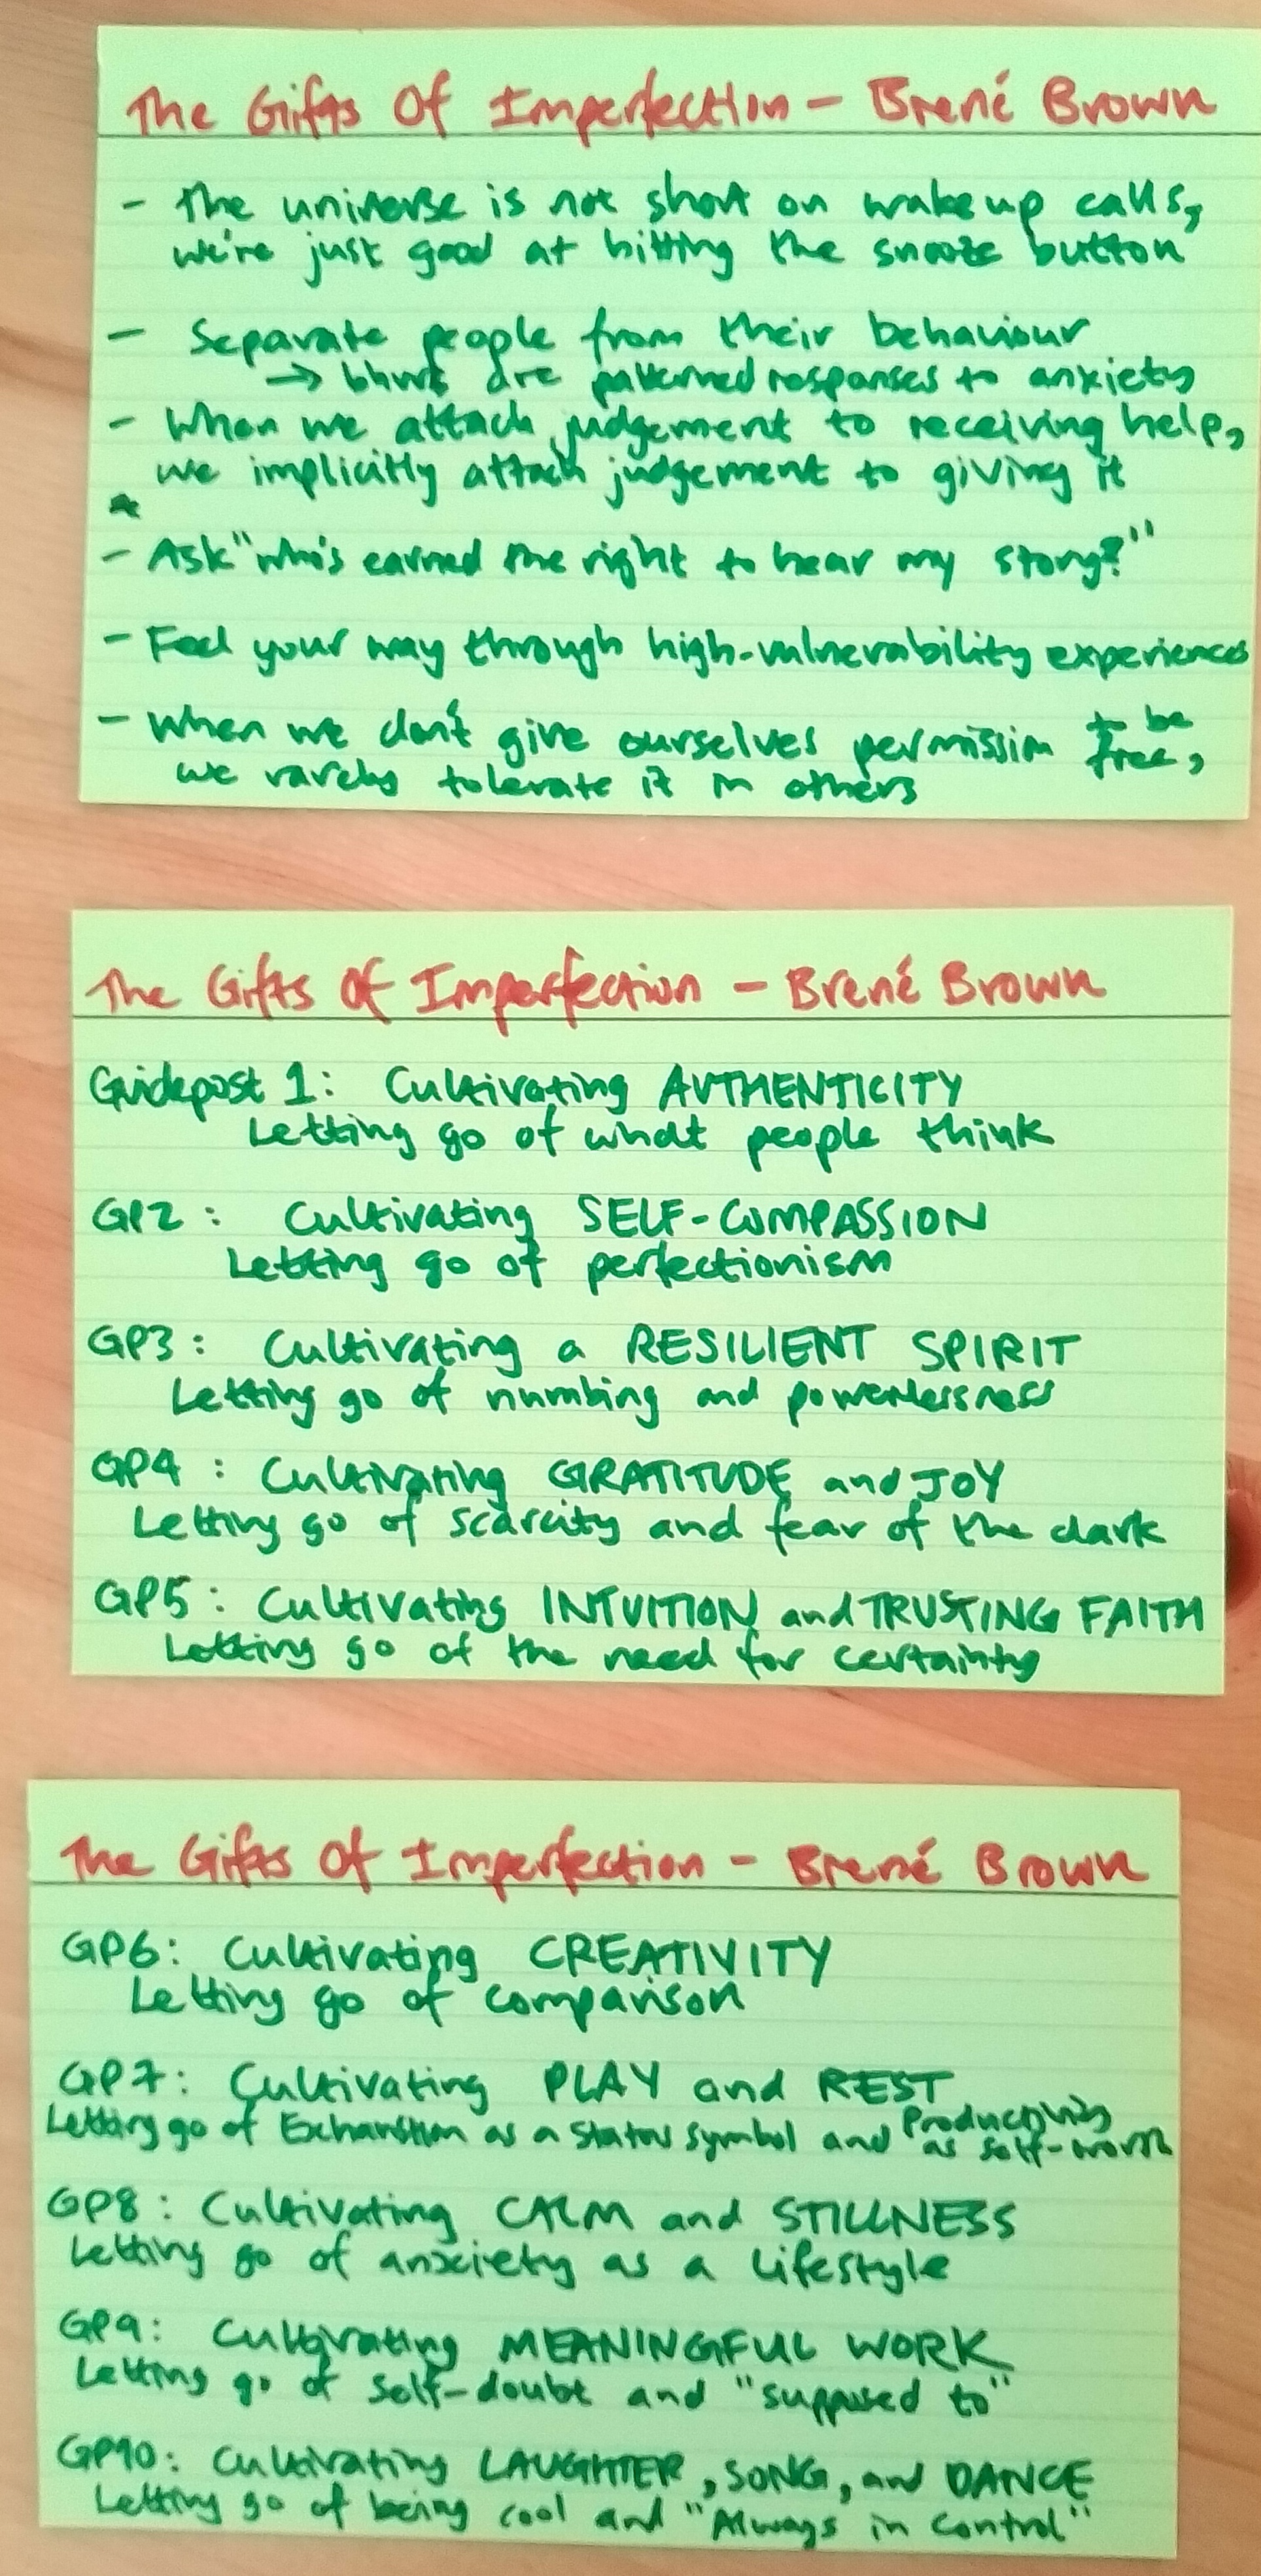 The Gifts Of Imperfection - Brené Brown
- The universe is not short on wake up calls,
we're just good at hitting the snooze button
- Separate people from their behaviour
→ bhvrs are patterned responses to anxiety
- When we attach judgement to receiving help,
we implicitly attach judgement to giving it
★
- Ask "who's earned the right to hear my story?"
- Feel your way through high-vulnerability experiences
- When we don't give ourselves permission to be free,
we rarely tolerate it in others
The Gifts Of Imperfection - Brené Brown
Guidepost 1: Cultivating AUTHENTICITY
Letting go of what people think
GP2: Cultivating SELF-COMPASSION
Letting go of perfectionism
GP3: Cultivating a RESILIENT SPIRIT
Letting go of numbing and powerlessness
GP4: Cultivating GRATITUDE and JOY
Letting go of scarcity and fear of the dark
GP5: Cultivating INTUITION and TRUSTING FAITH
Letting go of the need for certainty
The Gifts Of Imperfection - Brené Brown
GP6: Cultivating CREATIVITY
Letting go of comparison
GP7: Cultivating PLAY and REST
Letting go of Exhaustion as a status symbol and Productivity as self-worth
GP8: Cultivating CALM and STILLNESS
Letting go of anxiety as a lifestyle
GP9: Cultivating MEANINGFUL WORK
Letting go of self-doubt and "supposed to"
GP10: Cultivating LAUGHTER, SONG, and DANCE
Letting go of being cool and "Always in Control"